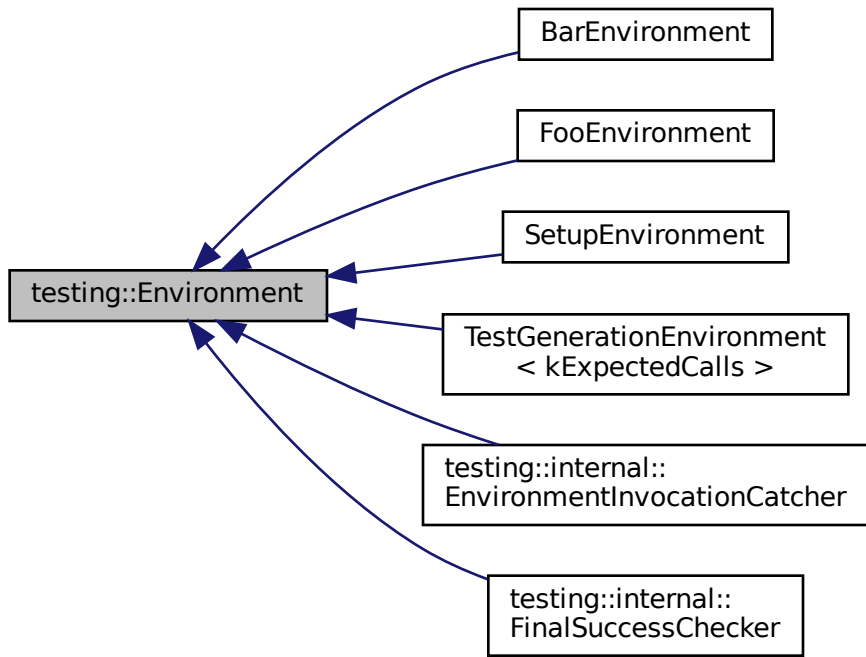 BarEnvironment
FooEnvironment
SetupEnvironment
testing::Environment
TestGenerationEnvironment
< kExpectedCalls >
testing::internal::
EnvironmentInvocationCatcher
testing::internal::
FinalSuccessChecker